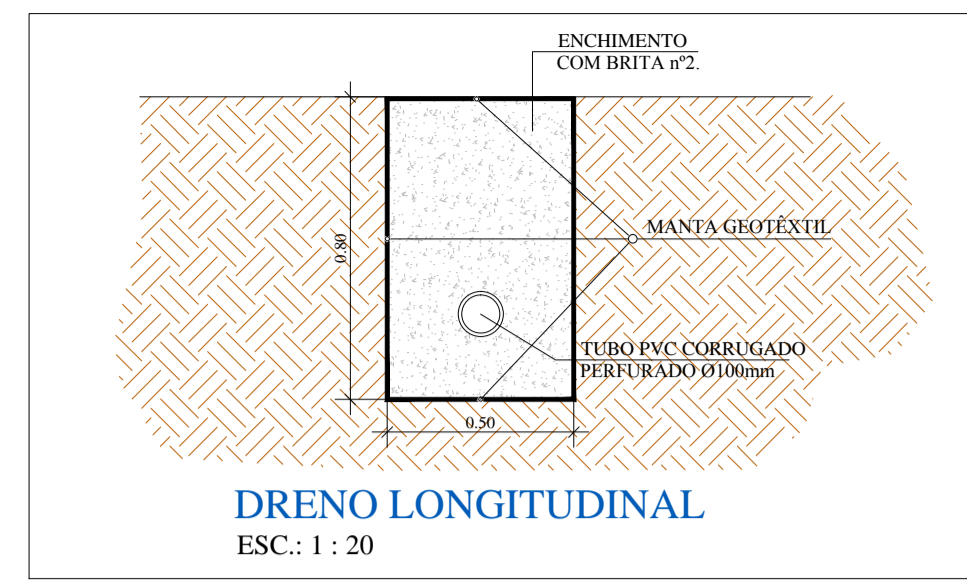 ENCHIMENTO
COM BRITA nº2.
MANTA GEOTÊXTIL
0.80
TUBO PVC CORRUGADO
PERFURADO Ø100mm
0.50
DRENO LONGITUDINAL
ESC.: 1 : 20